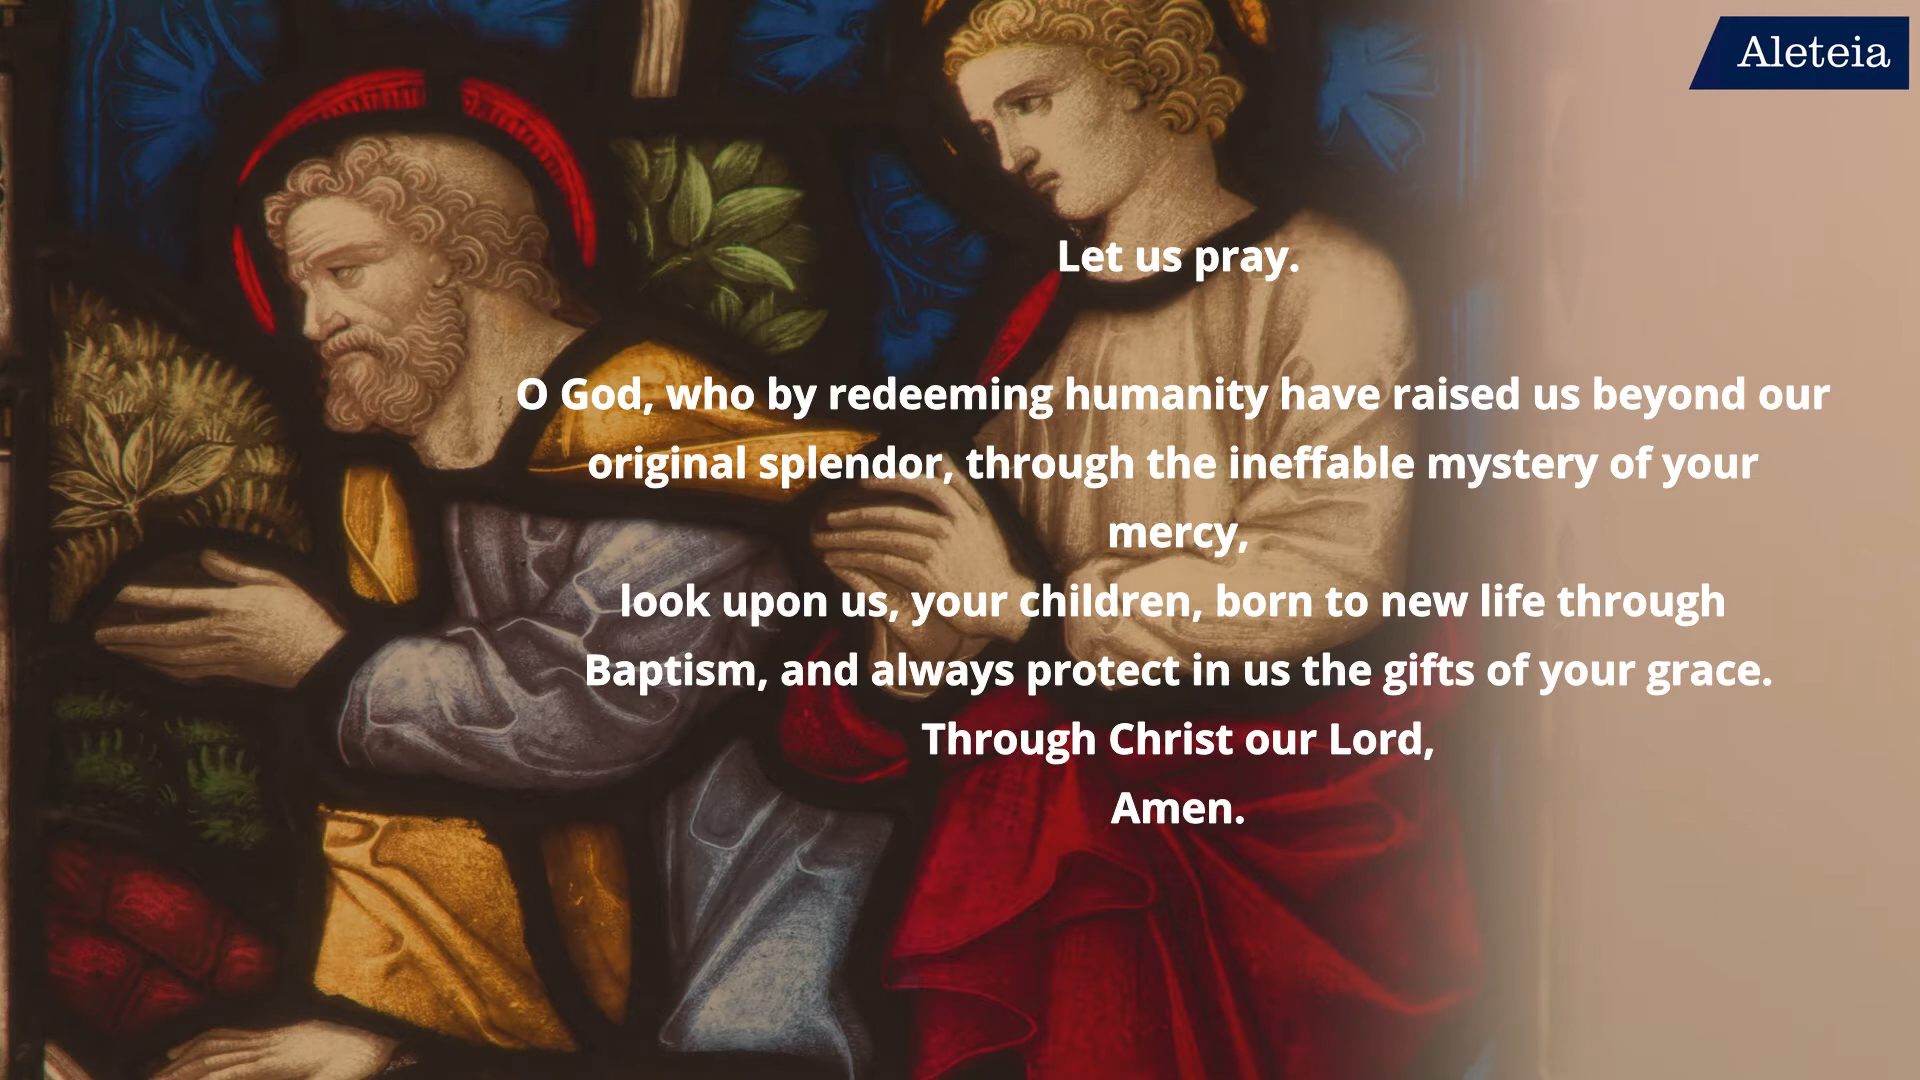 Aleteia
Let us pray.
O God, who by redeeming humanity have raised us beyond our
original splendor, through the ineffable mystery of your
mercy,
look upon us, your children, born to new life through
Baptism, and always protect in us the gifts of your grace.
Through Christ our Lord,
Amen.